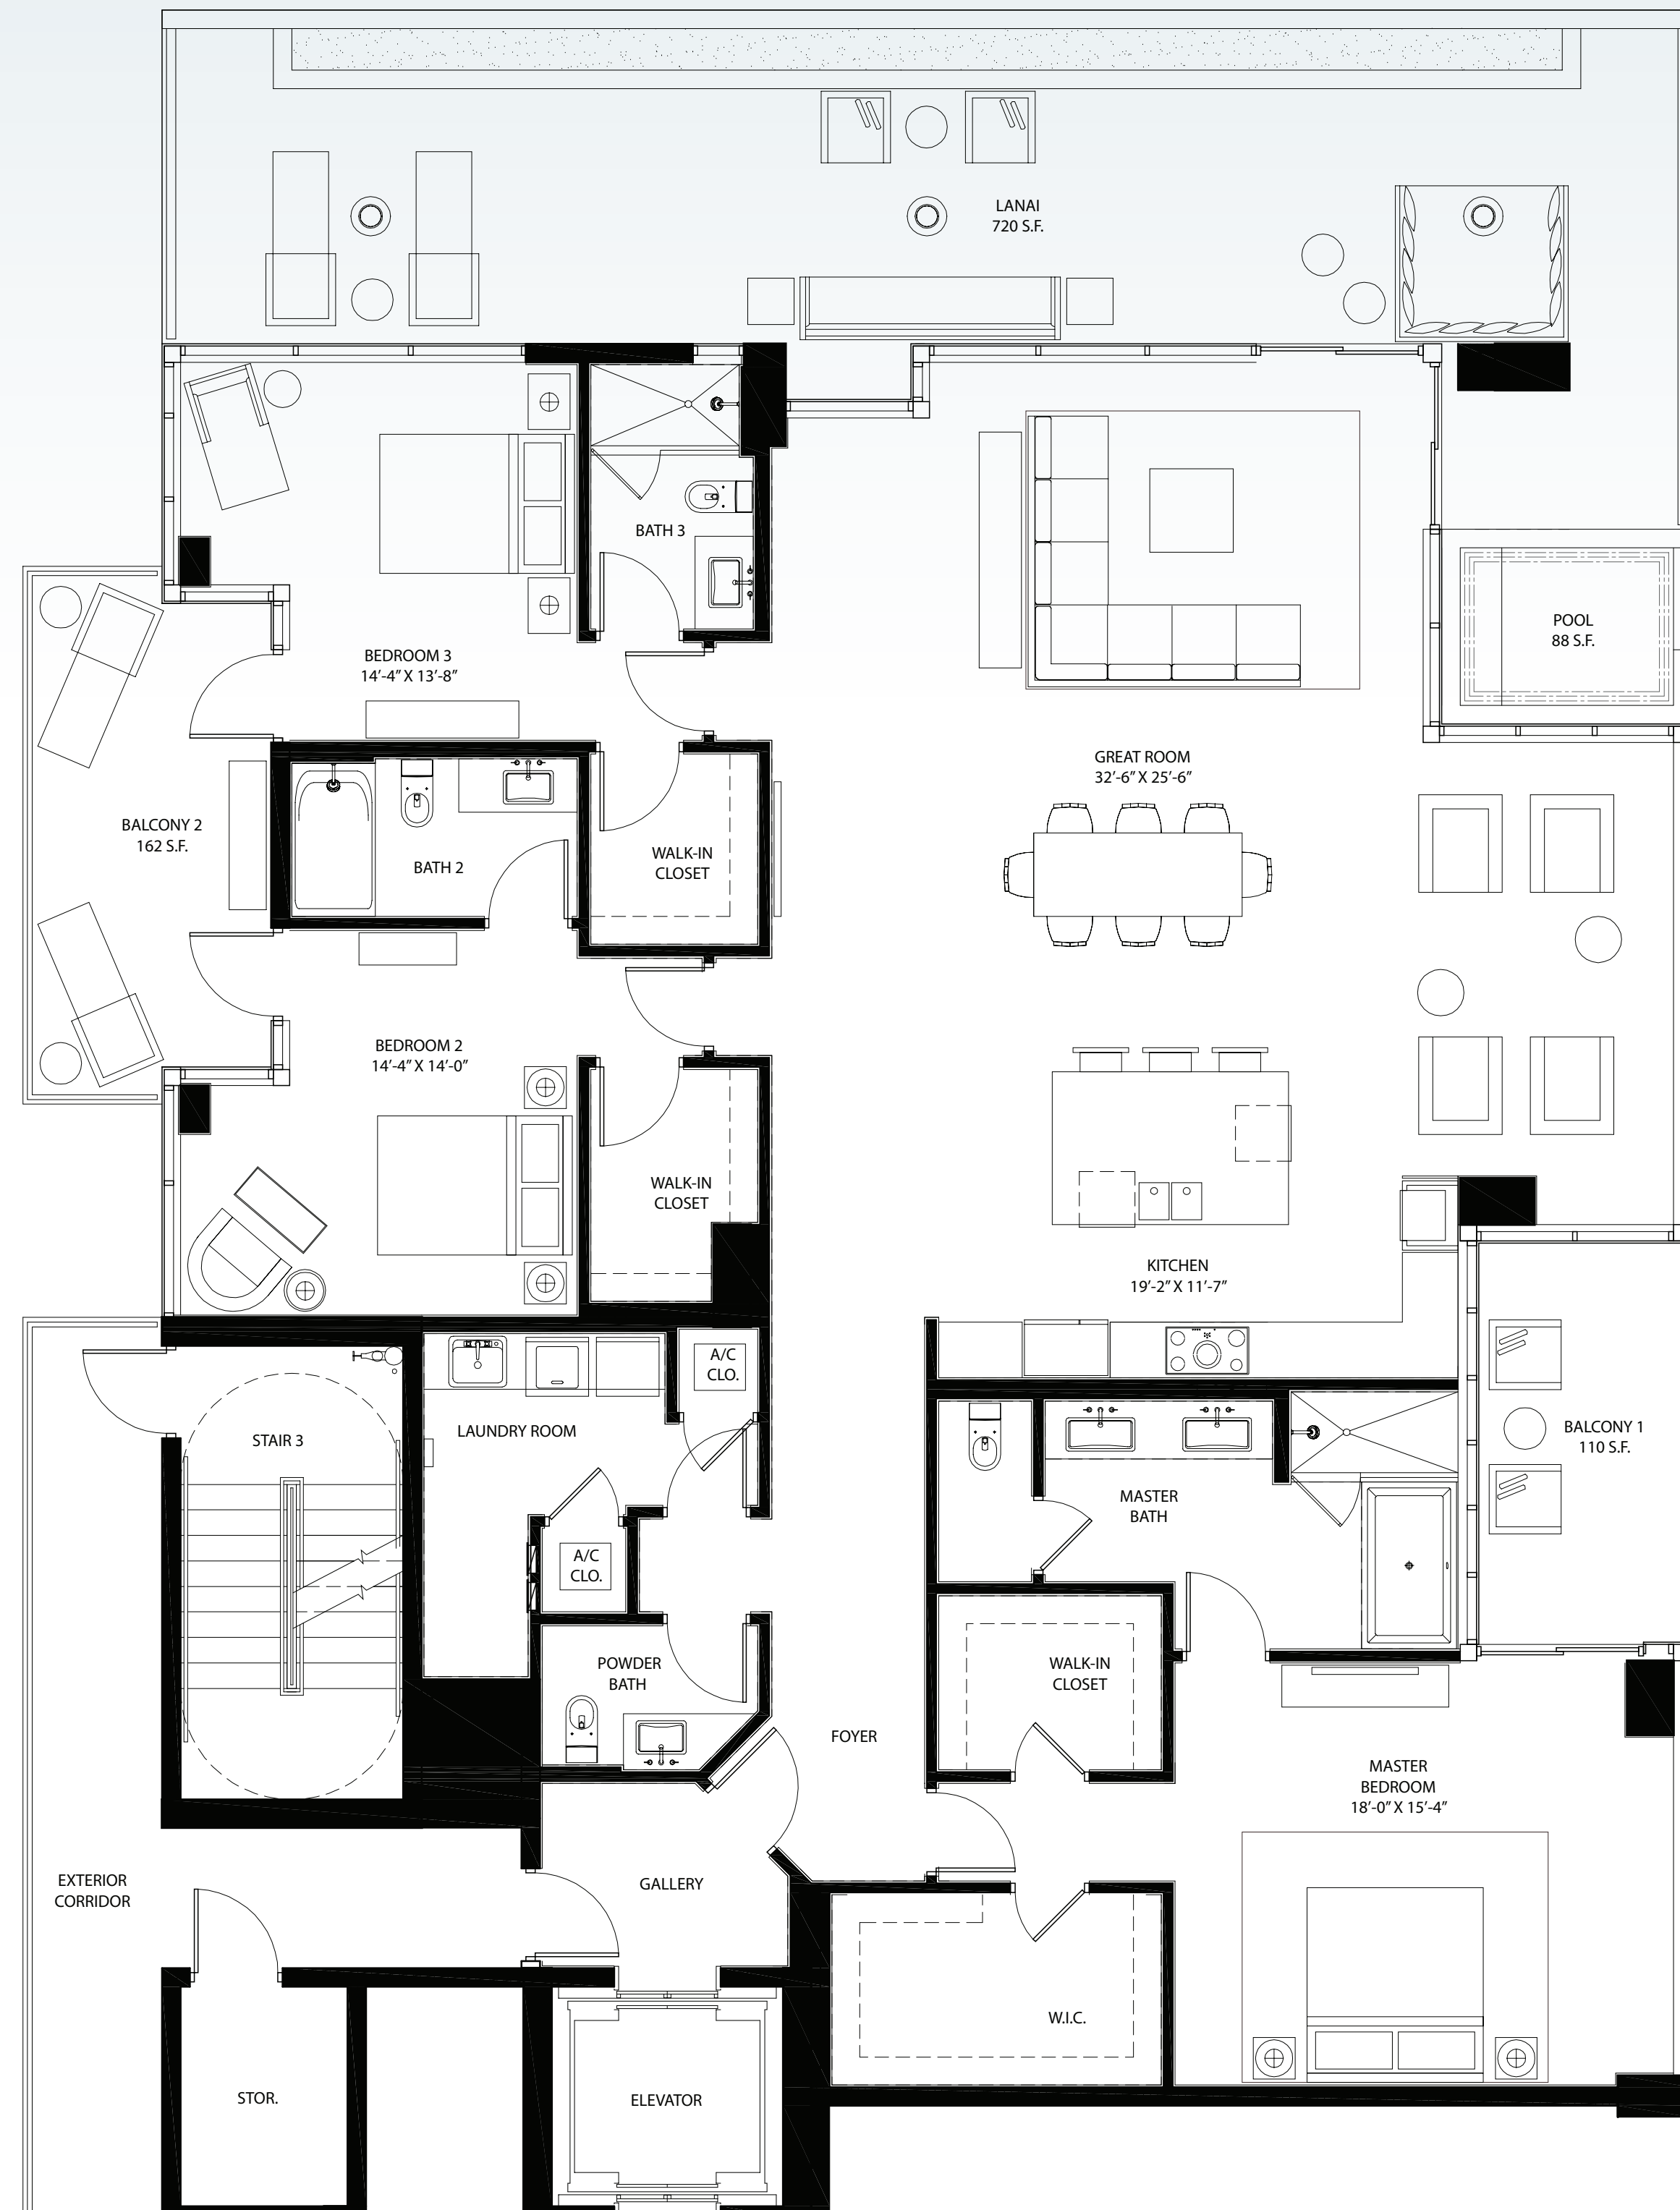 LANAI
720 S.F.
BATH 3
POOL
88 S.F.
BEDROOM 3
14’-4” X 13’-8”
GREAT ROOM
32’-6” X 25’-6”
BALCONY 2
162 S.F.
BATH 2
WALK-IN
CLOSET
BEDROOM 2
14’-4” X 14’-0”
WALK-IN
CLOSET
KITCHEN
19’-2” X 11’-7”
A/C
CLO.
STAIR 3
LAUNDRY ROOM
BALCONY 1
110 S.F.
MASTER
BATH
A/C
CLO.
POWDER
BATH
WALK-IN
CLOSET
FOYER
MASTER
BEDROOM
18’-0” X 15’-4”
EXTERIOR
CORRIDOR
GALLERY
W.I.C.
STOR.
ELEVATOR